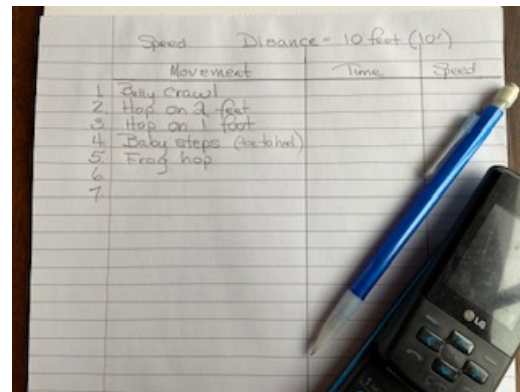 Speed Disance - 10 feet (10')
Movement Time Speed
1. Belly crawl
2. Hop on 2 feet
3. Hop on 1 foot
4. Baby steps (toe to heel)
5. Frog hop
6.
7.
LG